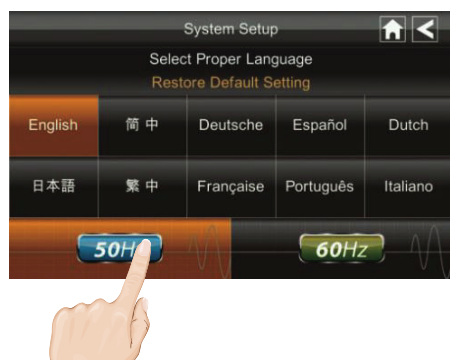 System Setup
Select Proper Language
Restore Default Setting
English 简 中 Deutsche Español Dutch
日本語 繁 中 Française Português Italiano
60Hz